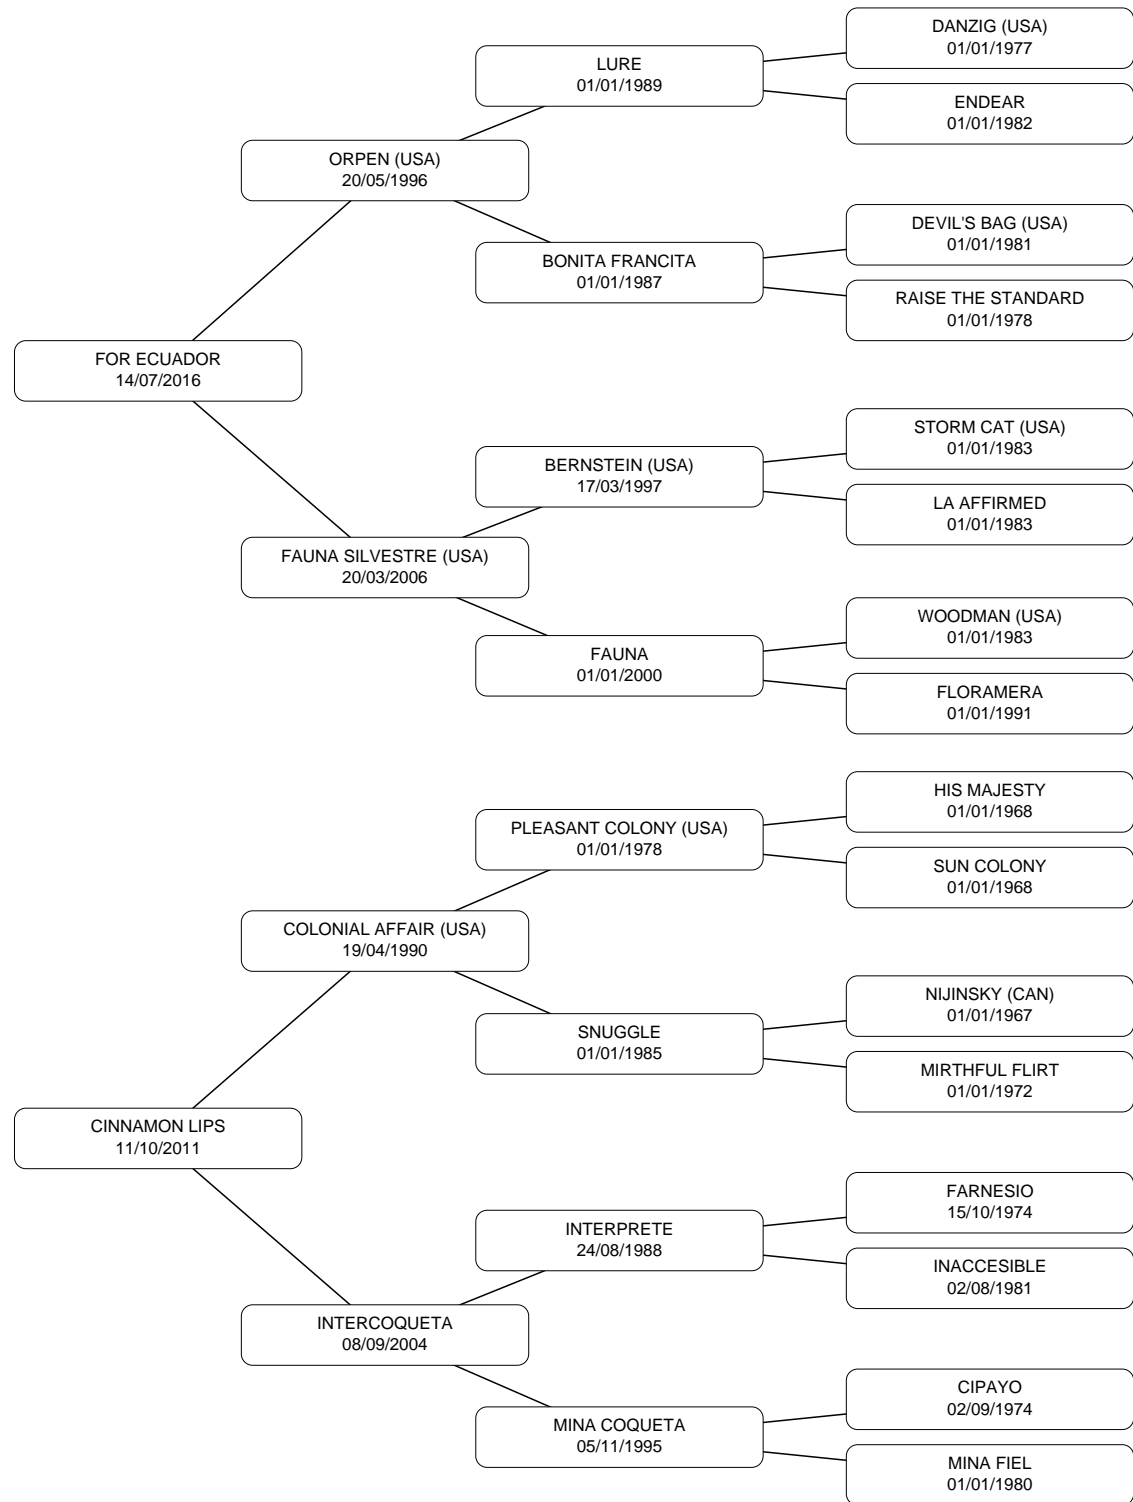 DANZIG (USA)
01/01/1977
LURE
01/01/1989
ENDEAR
01/01/1982
ORPEN (USA)
20/05/1996
DEVIL'S BAG (USA)
01/01/1981
BONITA FRANCITA
01/01/1987
RAISE THE STANDARD
01/01/1978
FOR ECUADOR
14/07/2016
STORM CAT (USA)
01/01/1983
BERNSTEIN (USA)
17/03/1997
LA AFFIRMED
01/01/1983
FAUNA SILVESTRE (USA)
20/03/2006
WOODMAN (USA)
01/01/1983
FAUNA
01/01/2000
FLORAMERA
01/01/1991
HIS MAJESTY
01/01/1968
PLEASANT COLONY (USA)
01/01/1978
SUN COLONY
01/01/1968
COLONIAL AFFAIR (USA)
19/04/1990
NIJINSKY (CAN)
01/01/1967
SNUGGLE
01/01/1985
MIRTHFUL FLIRT
01/01/1972
CINNAMON LIPS
11/10/2011
FARNESIO
15/10/1974
INTERPRETE
24/08/1988
INACCESIBLE
02/08/1981
INTERCOQUETA
08/09/2004
CIPAYO
02/09/1974
MINA COQUETA
05/11/1995
MINA FIEL
01/01/1980